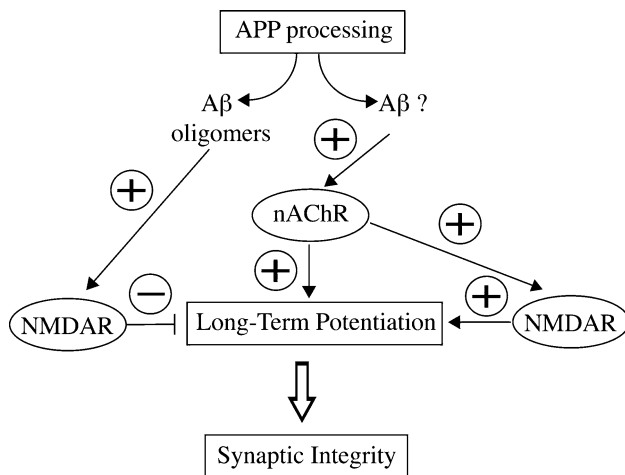 APP processing
Aβ
oligomers
Aβ ?
+
+
nAChR
+
+
−
+
NMDAR
Long-Term Potentiation
NMDAR
Synaptic Integrity